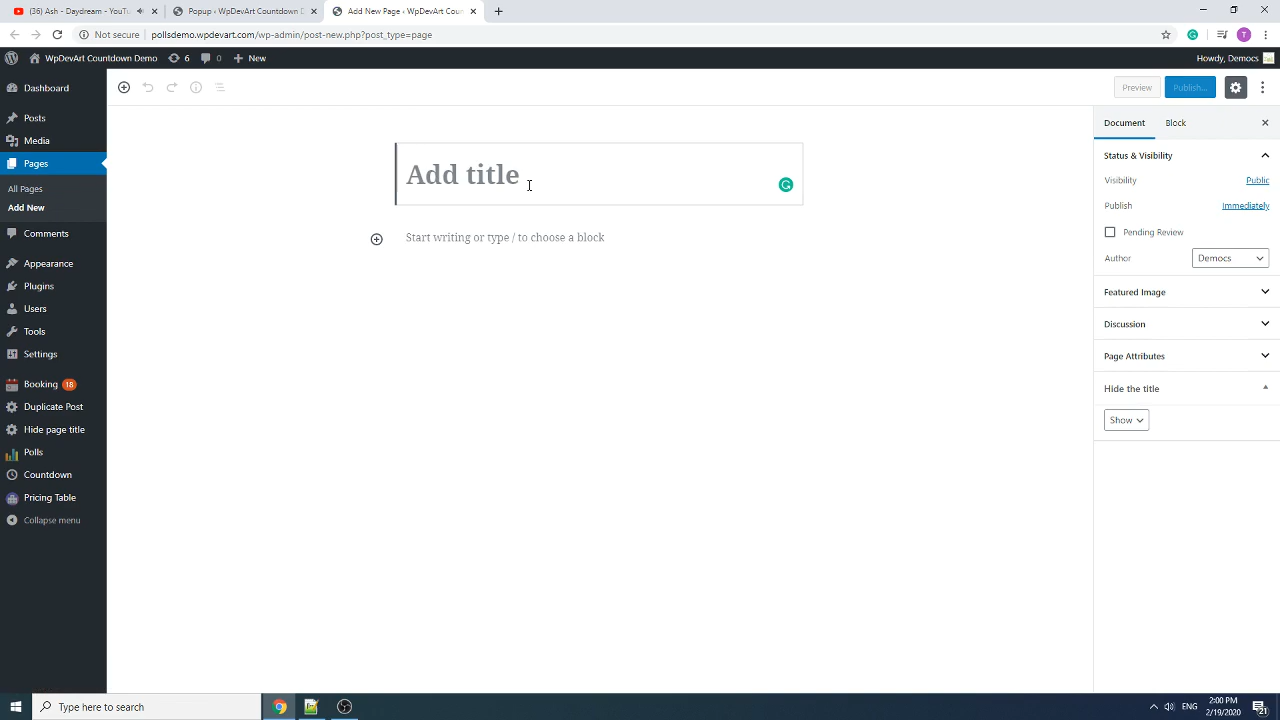 (36) Ash - Daydream - YouTu
Popup ‹ WpDevArt Countdown D
Add New Page ‹ WpDevArt Coun
Not secure
pollsdemo.wpdevart.com/wp-admin/post-new.php?post_type=page
T
WpDevArt Countdown Demo
6
0
New
Howdy, Democs
Dashboard
Posts
Media
Pages
All Pages
Add New
Comments
Appearance
Plugins
Users
Tools
Settings
Booking 18
Duplicate Post
Hide page title
Polls
Countdown
Pricing Table
Collapse menu
Preview
Publish...
Add title
Start writing or type / to choose a block
Document
Block
Status & Visibility
Visibility
Public
Publish
Immediately
Pending Review
Author
Democs
Featured Image
Discussion
Page Attributes
Hide the title
Show
Type here to search
ENG
2:00 PM
2/19/2020
21